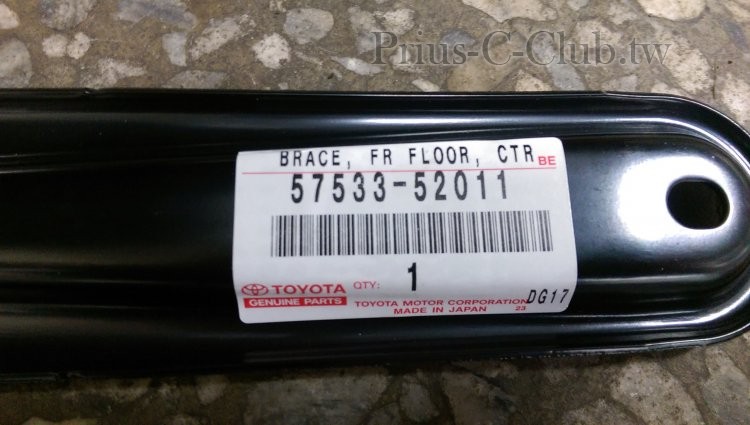 Prius-C-Club.tw
BRACE, FR FLOOR, CTR BE
57533-52011
TOYOTA QTY: 1
GENUINE PARTS
TOYOTA MOTOR CORPORATION DG17
MADE IN JAPAN 23